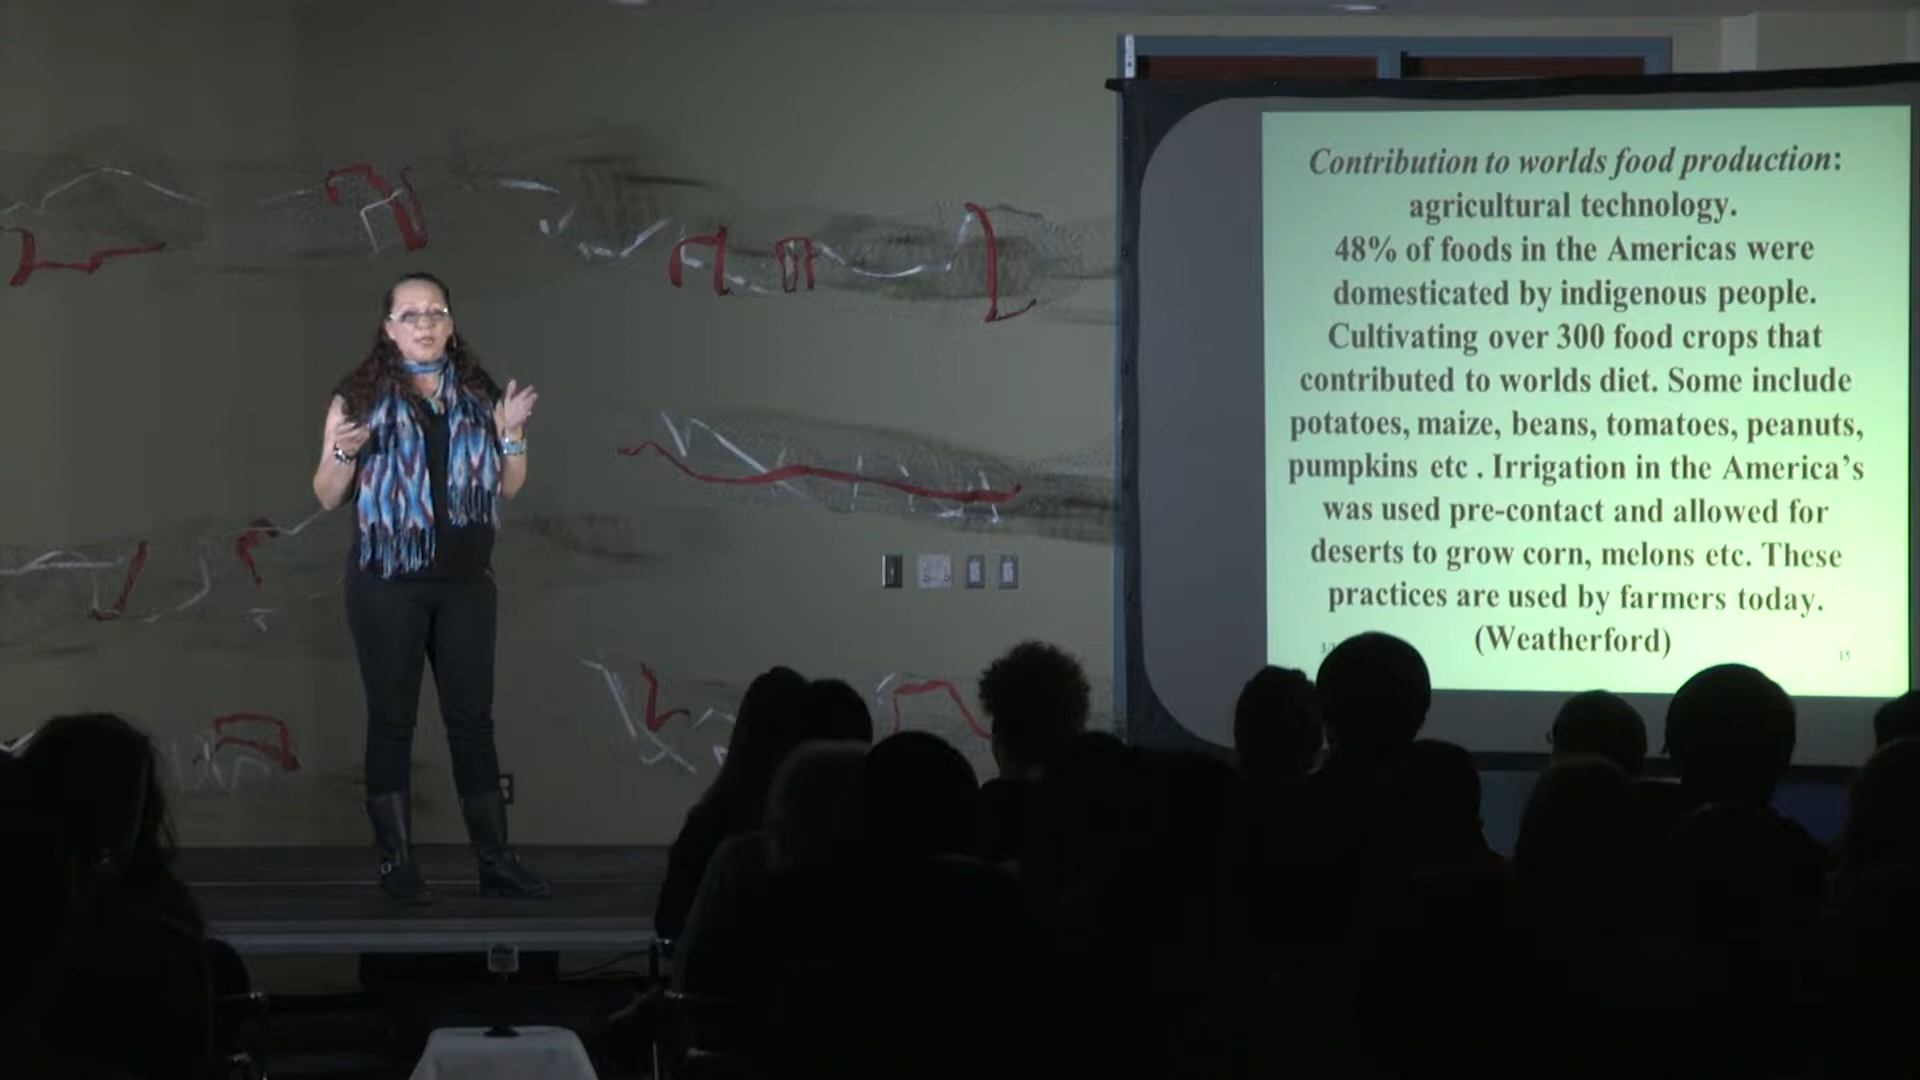 Contribution to worlds food production:
agricultural technology.
48% of foods in the Americas were
domesticated by indigenous people.
Cultivating over 300 food crops that
contributed to worlds diet. Some include
potatoes, maize, beans, tomatoes, peanuts,
pumpkins etc . Irrigation in the America’s
was used pre-contact and allowed for
deserts to grow corn, melons etc. These
practices are used by farmers today.
(Weatherford)
15